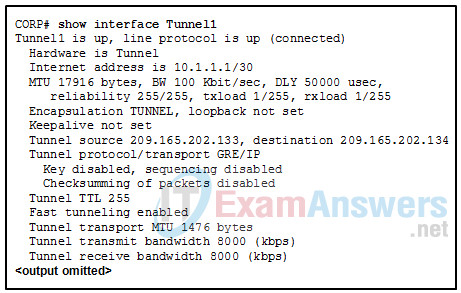 CORP# show interface Tunnel1
Tunnel1 is up, line protocol is up (connected)
Hardware is Tunnel
Internet address is 10.1.1.1/30
MTU 17916 bytes, BW 100 Kbit/sec, DLY 50000 usec,
reliability 255/255, txload 1/255, rxload 1/255
Encapsulation TUNNEL, loopback not set
Keepalive not set
Tunnel source 209.165.202.133, destination 209.165.202.134
Tunnel protocol/transport GRE/IP
Key disabled, sequencing disabled
Checksumming of packets disabled
Tunnel TTL 255
Fast tunneling enabled
Tunnel transport MTU 1476 bytes
Tunnel transmit bandwidth 8000 (kbps)
Tunnel receive bandwidth 8000 (kbps)
<output omitted>
ITExamAnswers
.net